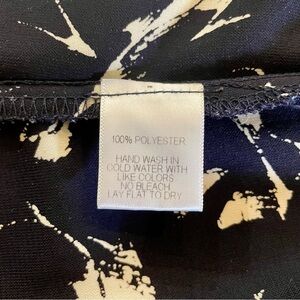 100% POLYESTER
HAND WASH IN
COLD WATER WITH
LIKE COLORS
NO BLEACH
LAY FLAT TO DRY